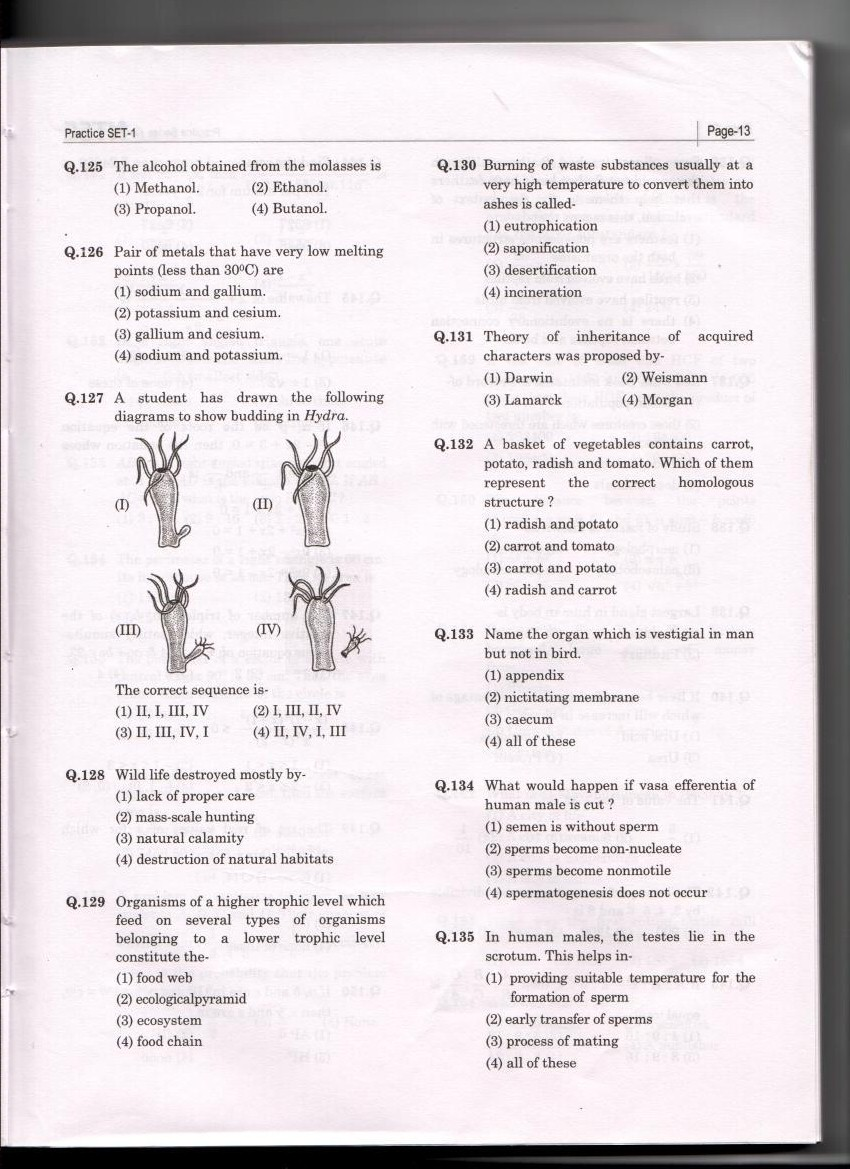 Practice SET-1
Page-13
Q.125 The alcohol obtained from the molasses is
(1) Methanol. (2) Ethanol.
(3) Propanol. (4) Butanol.
Q.126 Pair of metals that have very low melting
points (less than 30⁰C) are
(1) sodium and gallium.
(2) potassium and cesium.
(3) gallium and cesium.
(4) sodium and potassium.
Q.127 A student has drawn the following
diagrams to show budding in Hydra.
(I) (II)
(III) (IV)
The correct sequence is-
(1) II, I, III, IV (2) I, III, II, IV
(3) II, III, IV, I (4) II, IV, I, III
Q.128 Wild life destroyed mostly by-
(1) lack of proper care
(2) mass-scale hunting
(3) natural calamity
(4) destruction of natural habitats
Q.129 Organisms of a higher trophic level which
feed on several types of organisms
belonging to a lower trophic level
constitute the-
(1) food web
(2) ecologicalpyramid
(3) ecosystem
(4) food chain
Q.130 Burning of waste substances usually at a
very high temperature to convert them into
ashes is called-
(1) eutrophication
(2) saponification
(3) desertification
(4) incineration
Q.131 Theory of inheritance of acquired
characters was proposed by-
(1) Darwin (2) Weismann
(3) Lamarck (4) Morgan
Q.132 A basket of vegetables contains carrot,
potato, radish and tomato. Which of them
represent the correct homologous
structure ?
(1) radish and potato
(2) carrot and tomato
(3) carrot and potato
(4) radish and carrot
Q.133 Name the organ which is vestigial in man
but not in bird.
(1) appendix
(2) nictitating membrane
(3) caecum
(4) all of these
Q.134 What would happen if vasa efferentia of
human male is cut ?
(1) semen is without sperm
(2) sperms become non-nucleate
(3) sperms become nonmotile
(4) spermatogenesis does not occur
Q.135 In human males, the testes lie in the
scrotum. This helps in-
(1) providing suitable temperature for the
formation of sperm
(2) early transfer of sperms
(3) process of mating
(4) all of these